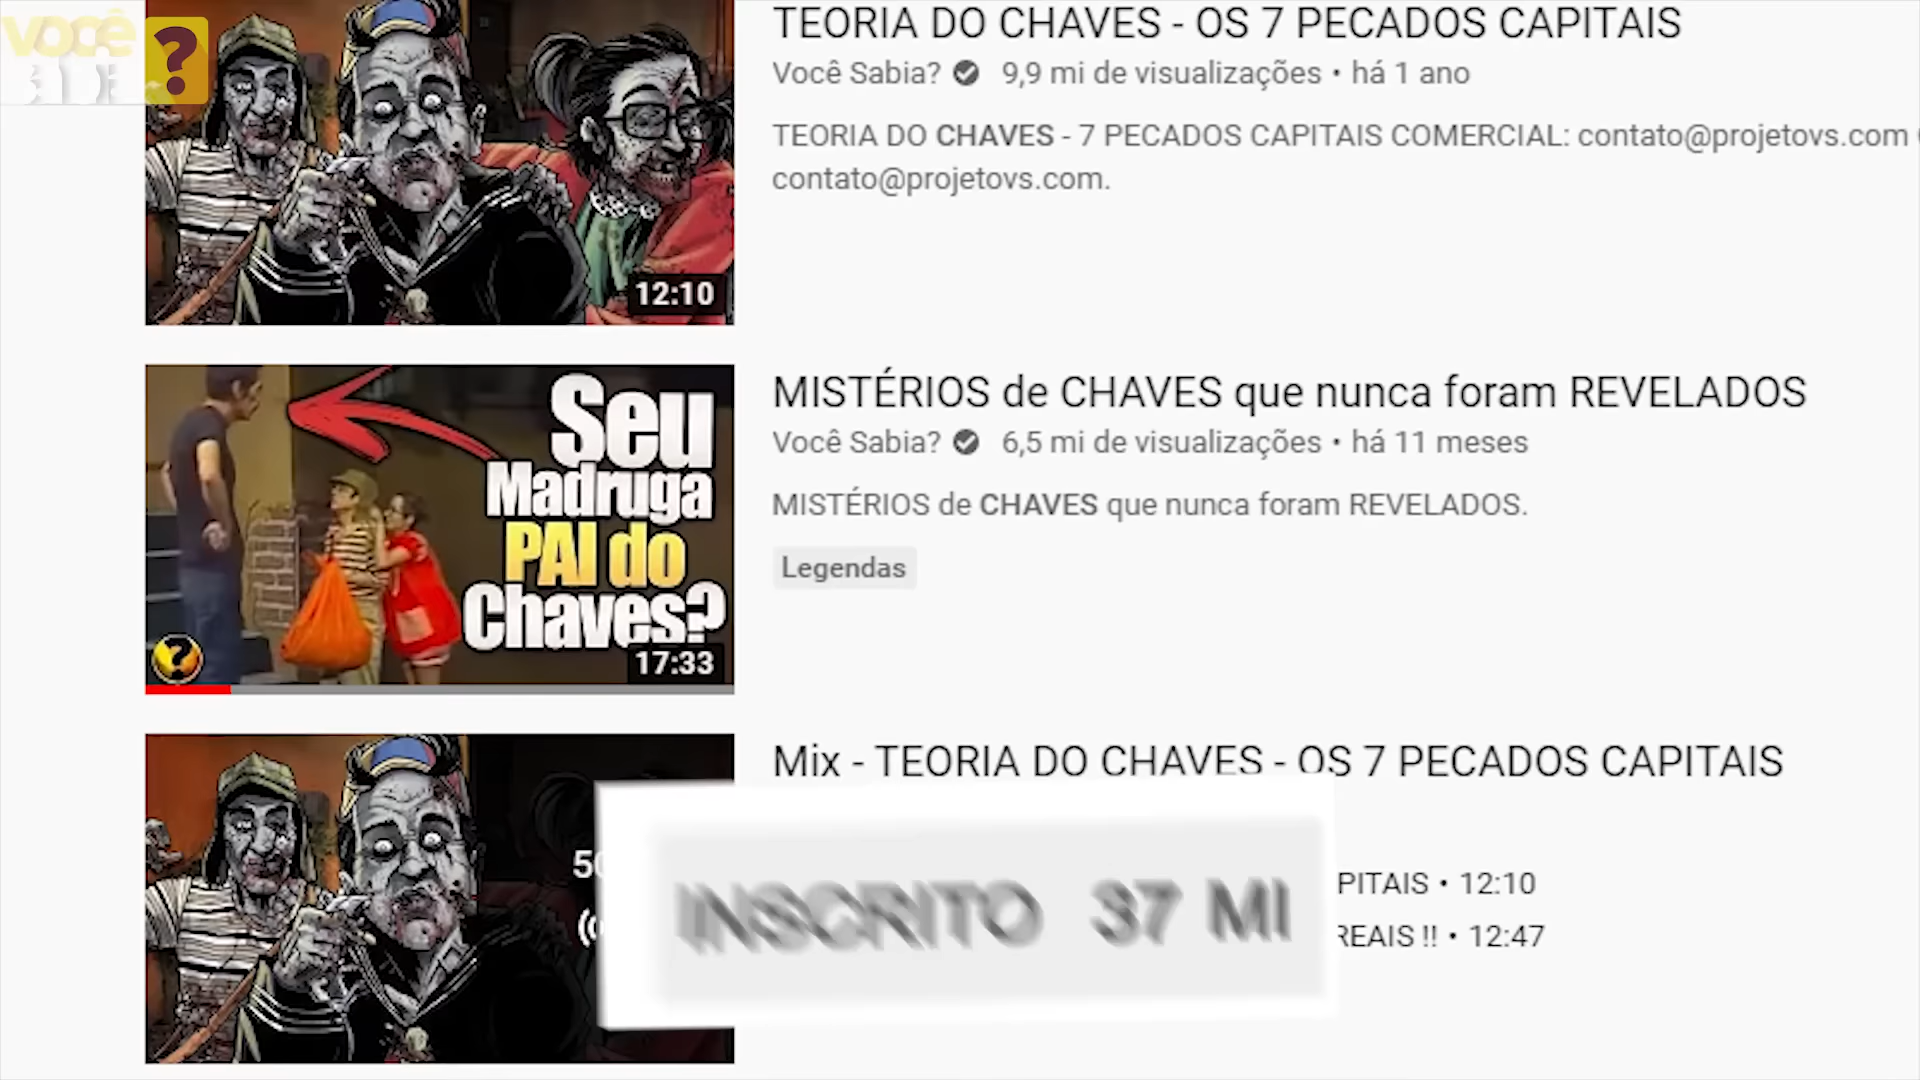 você
sabia
?
TEORIA DO CHAVES - OS 7 PECADOS CAPITAIS
Você Sabia? 9,9 mi de visualizações • há 1 ano
TEORIA DO CHAVES - 7 PECADOS CAPITAIS COMERCIAL: contato@projetovs.com
contato@projetovs.com.
12:10
Seu
Madruga
PAI do
Chaves?
?
17:33
MISTÉRIOS de CHAVES que nunca foram REVELADOS
Você Sabia? 6,5 mi de visualizações • há 11 meses
MISTÉRIOS de CHAVES que nunca foram REVELADOS.
Legendas
Mix - TEORIA DO CHAVES - OS 7 PECADOS CAPITAIS
50
PITAIS • 12:10
REAIS !! • 12:47
INSCRITO 37 MI